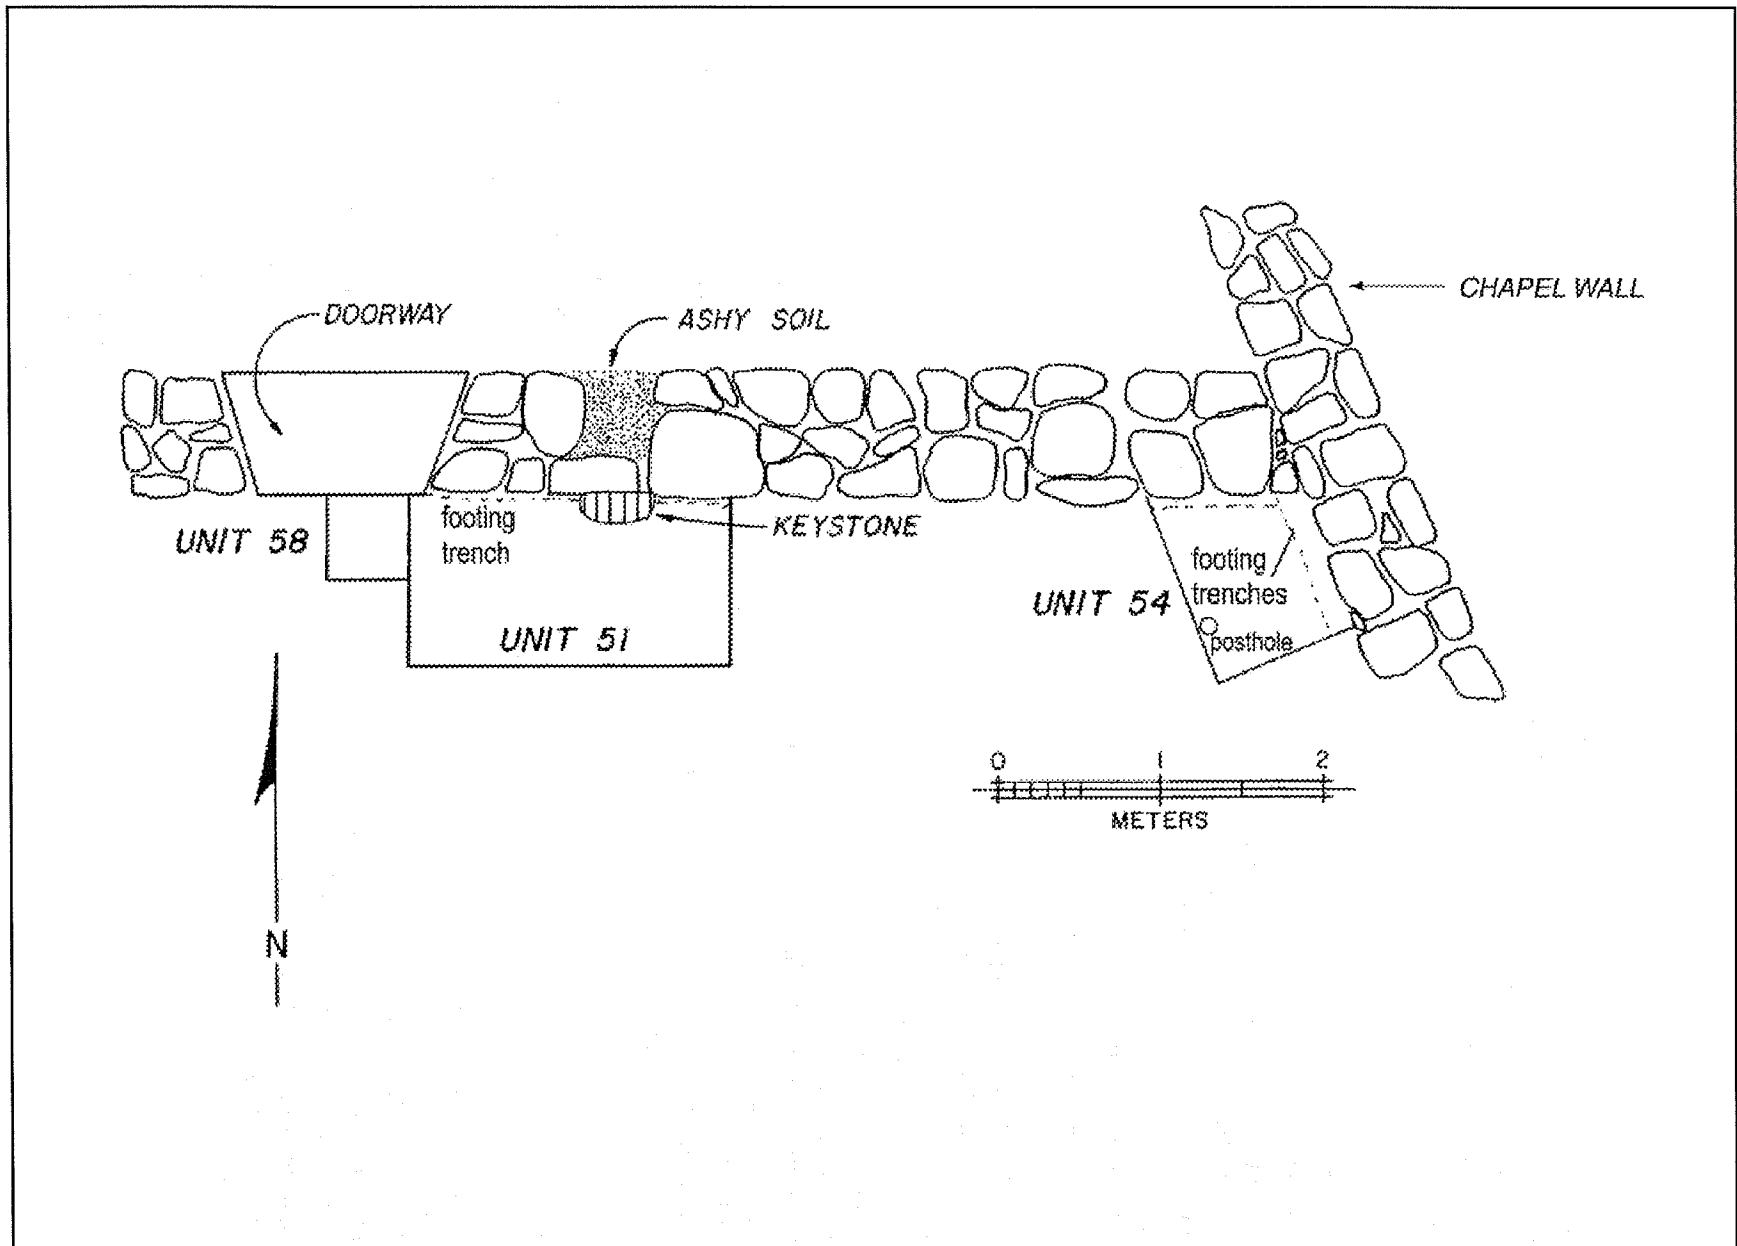 CHAPEL WALL
DOORWAY
ASHY SOIL
footing
trench
KEYSTONE
UNIT 58
footing
trenches
UNIT 54
posthole
UNIT 51
0 1 2
METERS
N